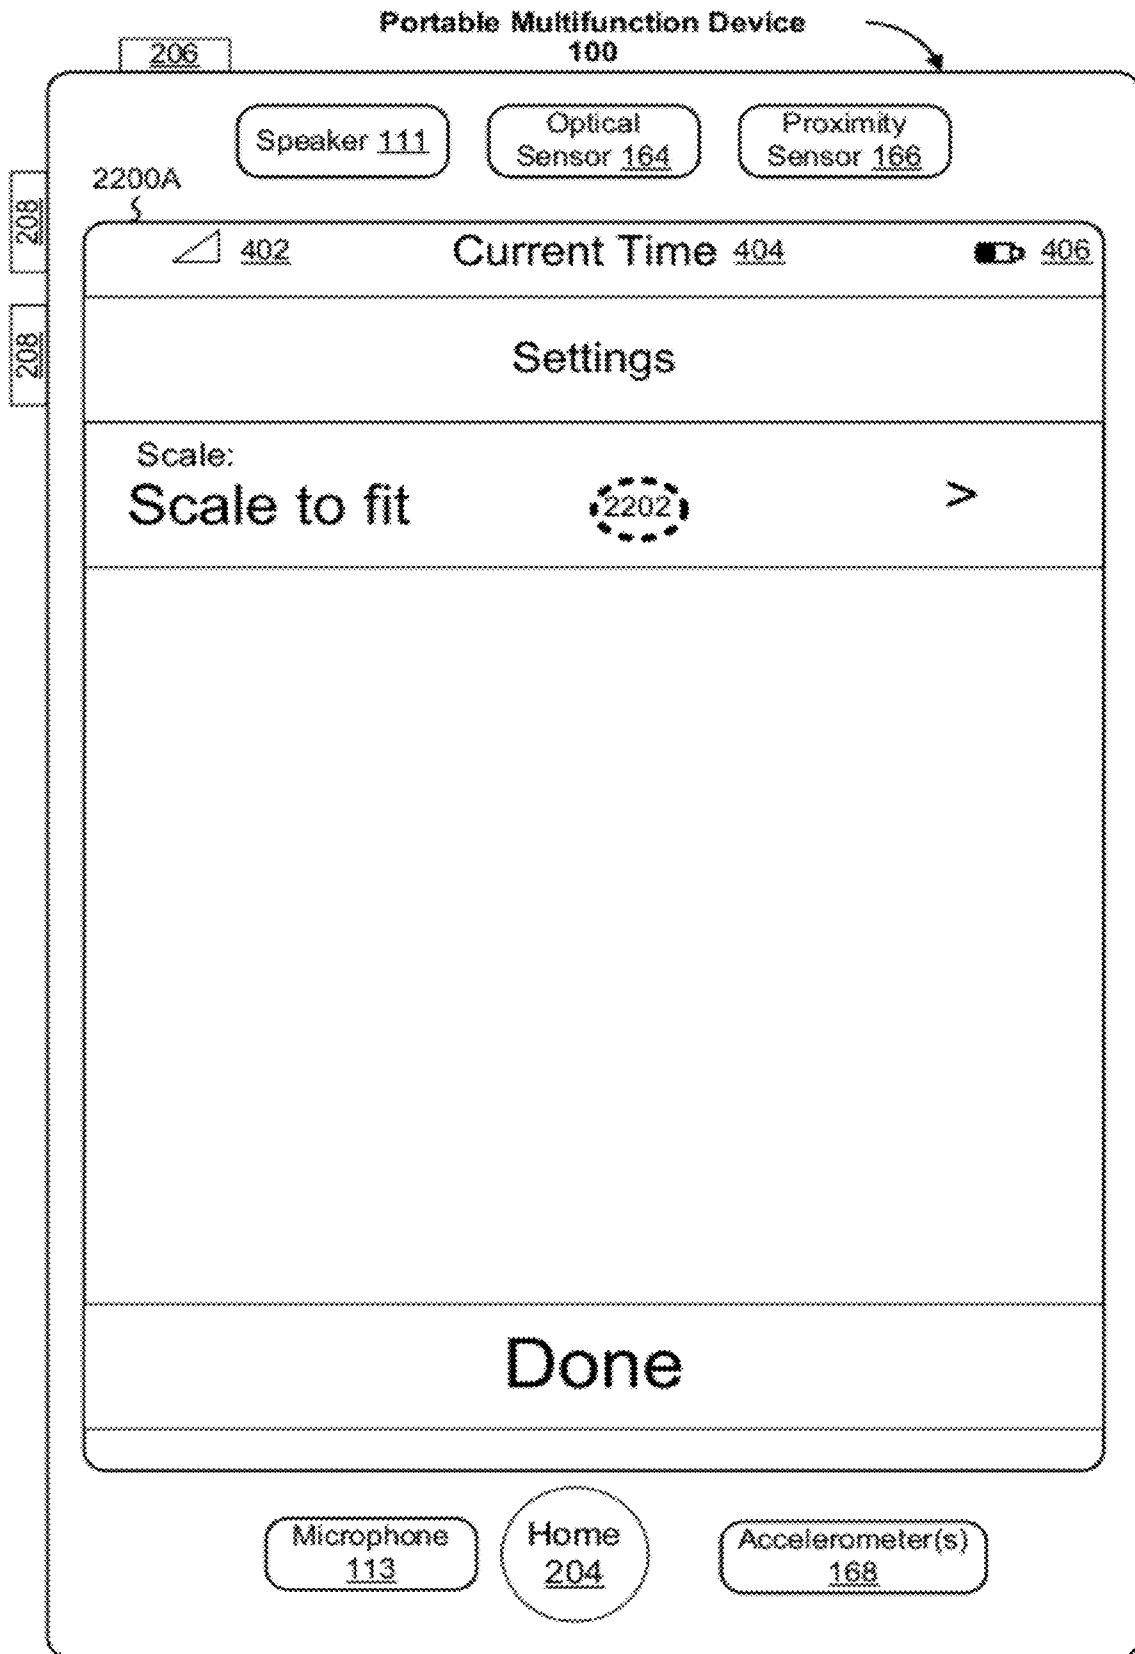 Portable Multifunction Device
100
206
Speaker 111
Optical
Sensor 164
Proximity
Sensor 166
2200A
208
208
402
Current Time 404
406
Settings
Scale:
Scale to fit
2202
>
Done
Microphone
113
Home
204
Accelerometer(s)
168